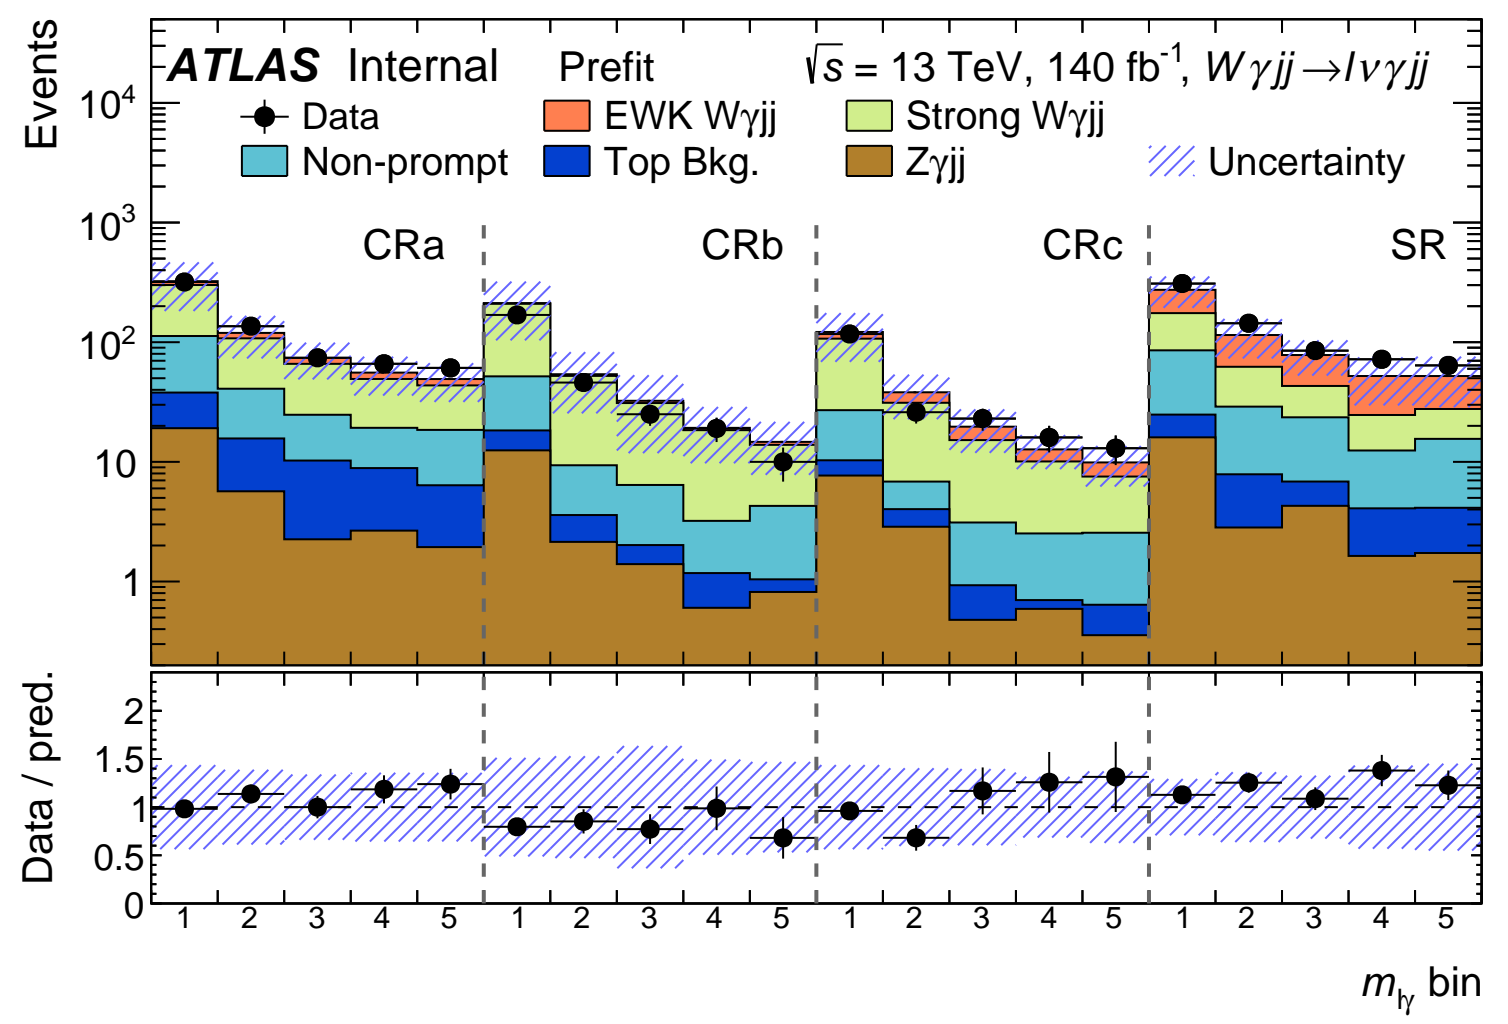 Events
ATLAS Internal Prefit √s = 13 TeV, 140 fb⁻¹, Wγjj→lνγjj
Data EWK Wγjj Strong Wγjj
Non-prompt Top Bkg. Zγjj Uncertainty
CRa CRb CRc SR
10⁴
10³
10²
10
1
Data / pred.
2
1.5
1
0.5
0
1 2 3 4 5 1 2 3 4 5 1 2 3 4 5 1 2 3 4 5
m_lγ bin